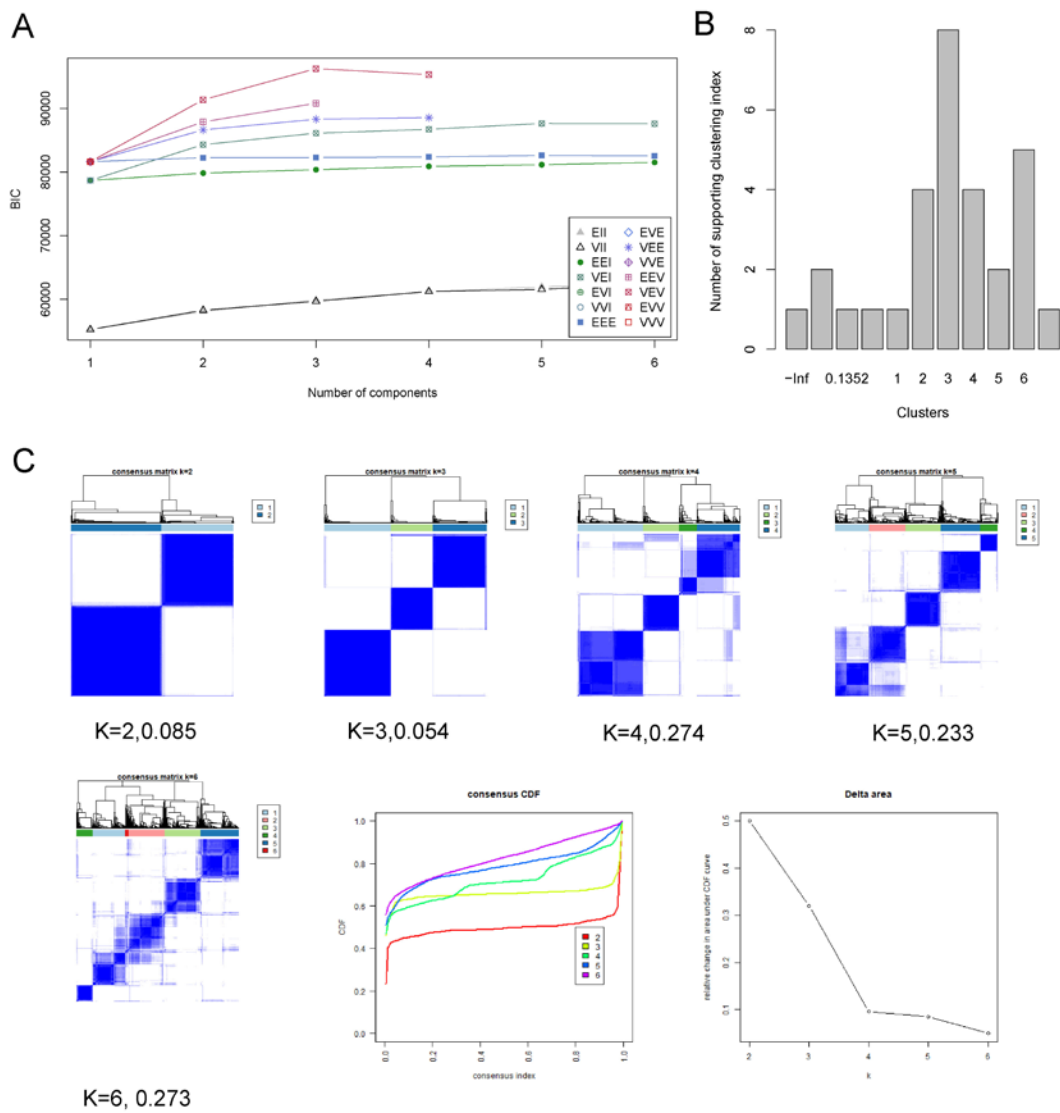 A
BIC
60000
70000
80000
90000
1 2 3 4 5 6
Number of components
EII EVE
VII VEE
EEI VVE
VEI EEV
EVI VEV
VVI EVV
EEE VVV
B
Number of supporting clustering index
0 2 4 6 8
−Inf 0.1352 1 2 3 4 5 6
Clusters
C
consensus matrix k=2
1
2
K=2,0.085
consensus matrix k=3
1
2
3
K=3,0.054
consensus matrix k=4
1
2
3
4
K=4,0.274
consensus matrix k=5
1
2
3
4
5
K=5,0.233
consensus matrix k=6
1
2
3
4
5
6
K=6, 0.273
consensus CDF
CDF
0.0 0.2 0.4 0.6 0.8 1.0
0.0 0.2 0.4 0.6 0.8 1.0
consensus index
2
3
4
5
6
Delta area
relative change in area under CDF curve
0.1 0.2 0.3 0.4 0.5
2 3 4 5 6
k